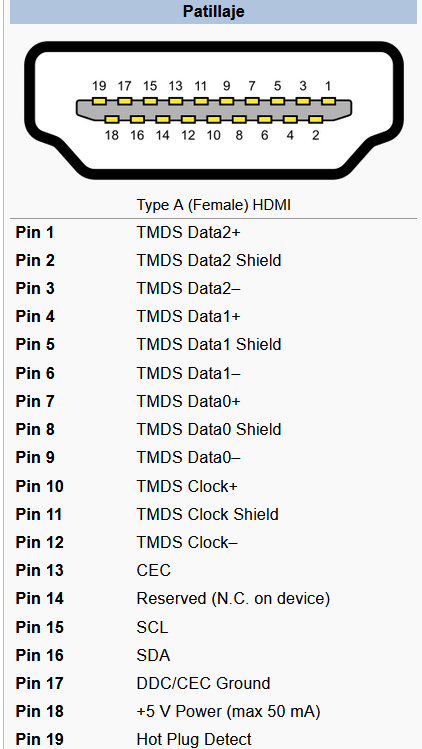 Patillaje
19 17 15 13 11 9 7 5 3 1
18 16 14 12 10 8 6 4 2
Type A (Female) HDMI
Pin 1 TMDS Data2+
Pin 2 TMDS Data2 Shield
Pin 3 TMDS Data2–
Pin 4 TMDS Data1+
Pin 5 TMDS Data1 Shield
Pin 6 TMDS Data1–
Pin 7 TMDS Data0+
Pin 8 TMDS Data0 Shield
Pin 9 TMDS Data0–
Pin 10 TMDS Clock+
Pin 11 TMDS Clock Shield
Pin 12 TMDS Clock–
Pin 13 CEC
Pin 14 Reserved (N.C. on device)
Pin 15 SCL
Pin 16 SDA
Pin 17 DDC/CEC Ground
Pin 18 +5 V Power (max 50 mA)
Pin 19 Hot Plug Detect